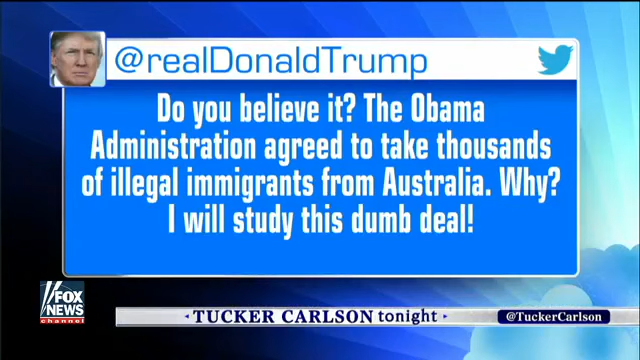 @realDonaldTrump
Do you believe it? The Obama
Administration agreed to take thousands
of illegal immigrants from Australia. Why?
I will study this dumb deal!
FOX
NEWS
channel
TUCKER CARLSON tonight
@TuckerCarlson